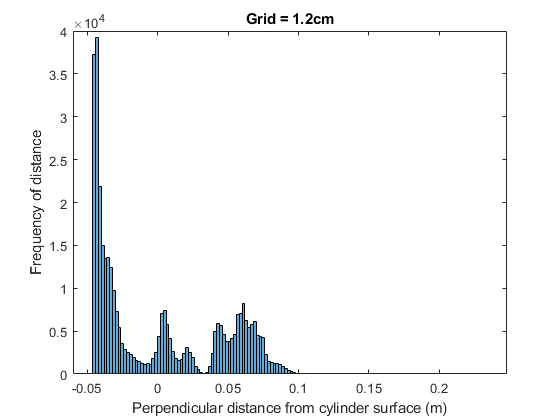 Grid = 1.2cm
×10⁴
4
3.5
3
2.5
2
1.5
1
0.5
0
Frequency of distance
-0.05 0 0.05 0.1 0.15 0.2
Perpendicular distance from cylinder surface (m)